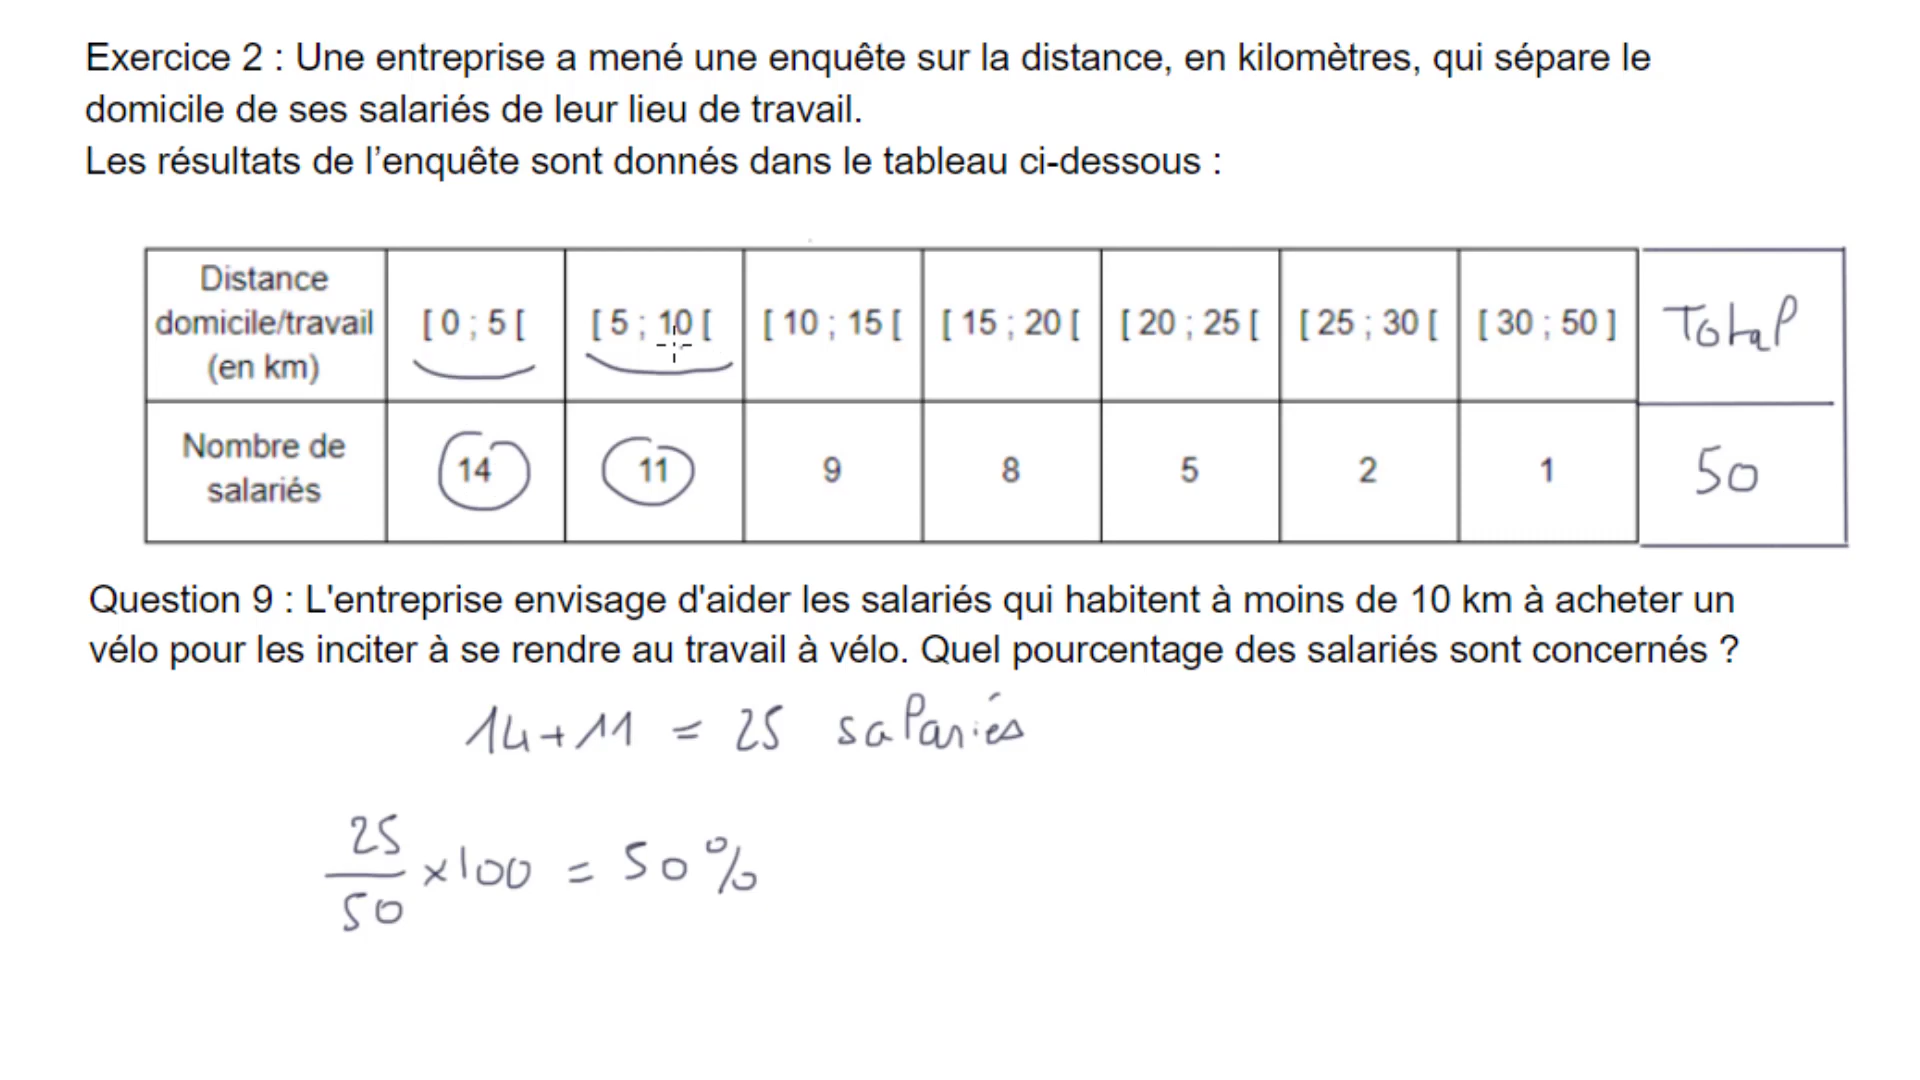 Exercice 2 : Une entreprise a mené une enquête sur la distance, en kilomètres, qui sépare le
domicile de ses salariés de leur lieu de travail.
Les résultats de l’enquête sont donnés dans le tableau ci-dessous :
Distance
domicile/travail
(en km)
[ 0 ; 5 [
[ 5 ; 10 [
[ 10 ; 15 [
[ 15 ; 20 [
[ 20 ; 25 [
[ 25 ; 30 [
[ 30 ; 50 ]
Total
Nombre de
salariés
14
11
9
8
5
2
1
50
Question 9 : L'entreprise envisage d'aider les salariés qui habitent à moins de 10 km à acheter un
vélo pour les inciter à se rendre au travail à vélo. Quel pourcentage des salariés sont concernés ?
14+11 = 25 salariés
25/50 ×100 = 50%